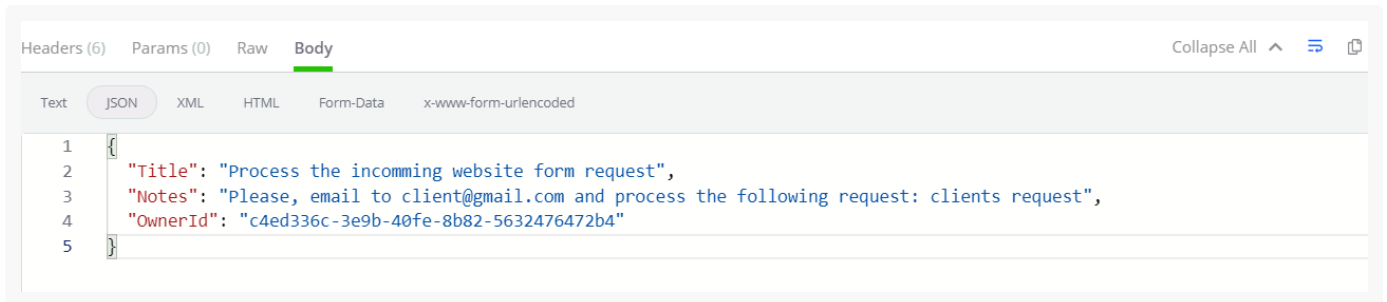 Headers (6) Params (0) Raw Body Collapse All
Text JSON XML HTML Form-Data x-www-form-urlencoded
1 {
2 "Title": "Process the incomming website form request",
3 "Notes": "Please, email to client@gmail.com and process the following request: clients request",
4 "OwnerId": "c4ed336c-3e9b-40fe-8b82-5632476472b4"
5 }